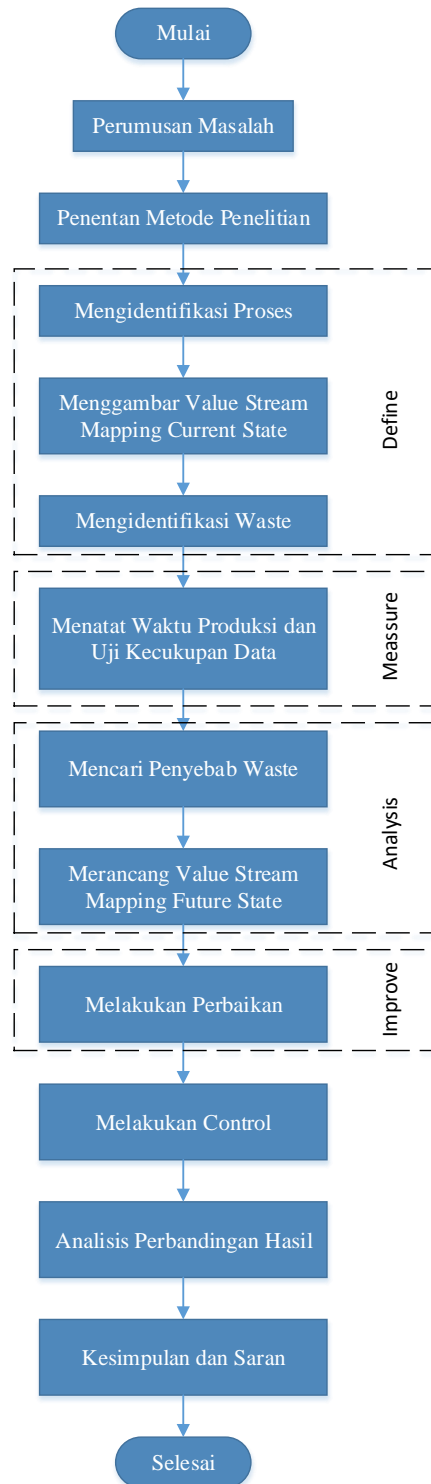 Mulai
Perumusan Masalah
Penentan Metode Penelitian
Mengidentifikasi Proses
Menggambar Value Stream
Mapping Current State
Define
Mengidentifikasi Waste
Menatat Waktu Produksi dan
Uji Kecukupan Data
Meassure
Mencari Penyebab Waste
Analysis
Merancang Value Stream
Mapping Future State
Melakukan Perbaikan
Improve
Melakukan Control
Analisis Perbandingan Hasil
Kesimpulan dan Saran
Selesai